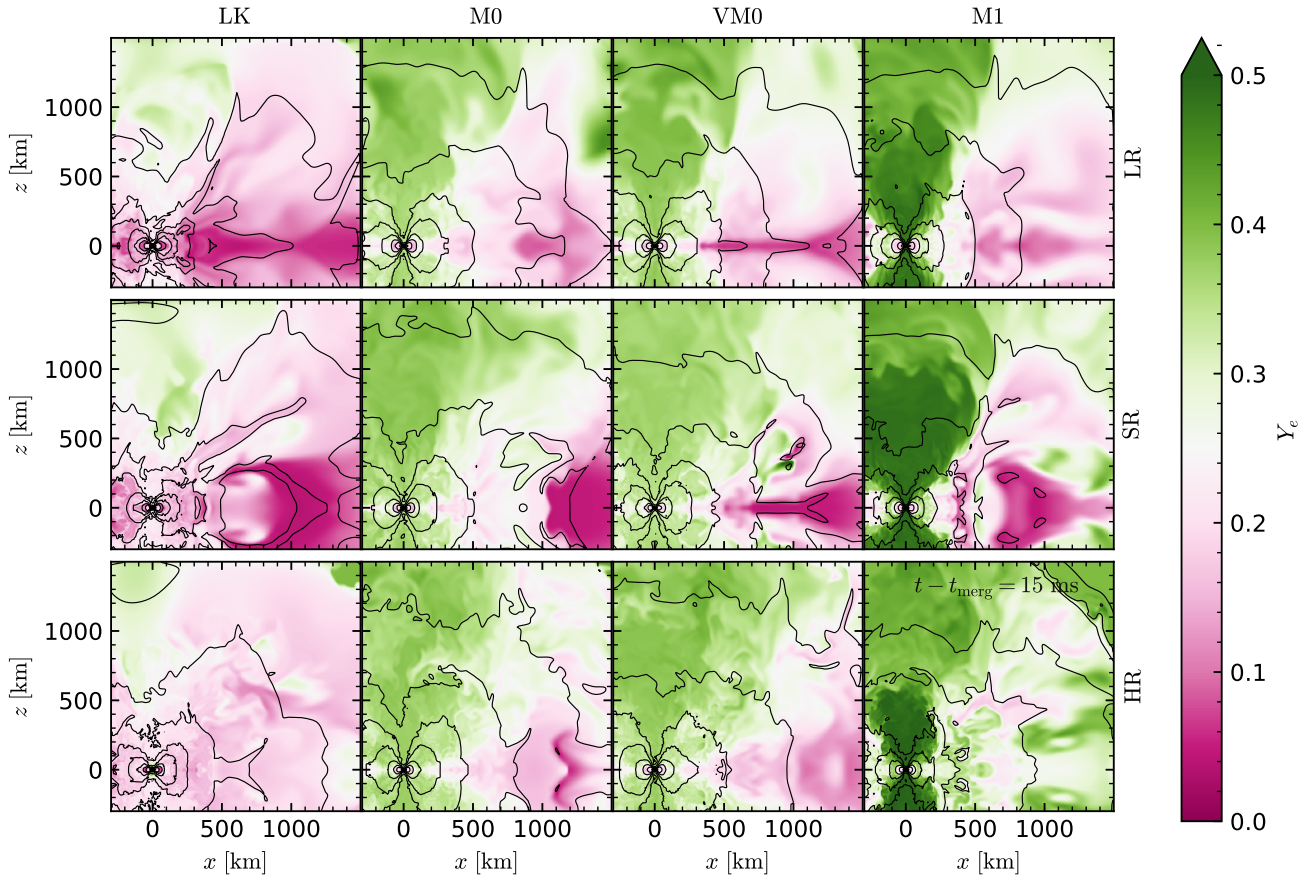 LK M0 VM0 M1
1000
500
0
z [km]
LR
1000
500
0
z [km]
SR
t − t_merg = 15 ms
1000
500
0
z [km]
HR
0 500 1000 0 500 1000 0 500 1000 0 500 1000
x [km] x [km] x [km] x [km]
0.5
0.4
0.3
0.2
0.1
0.0
Y_e